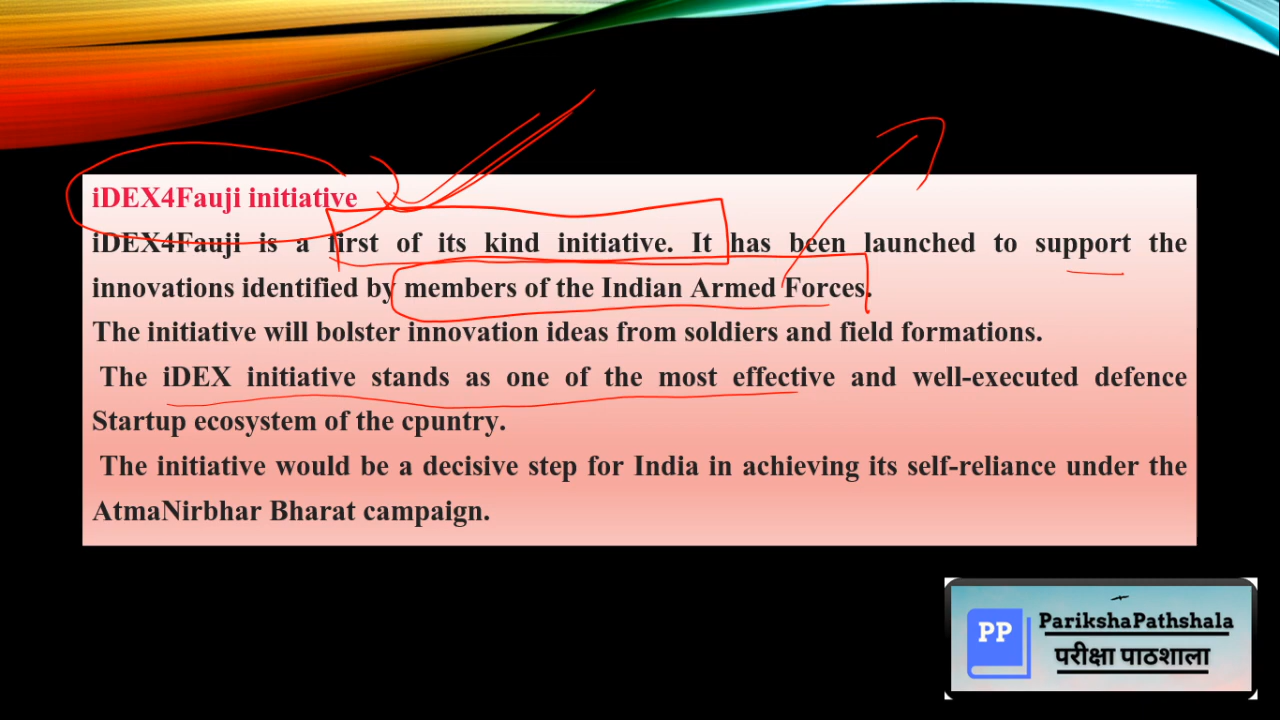 iDEX4Fauji initiative
iDEX4Fauji is a first of its kind initiative. It has been launched to support the
innovations identified by members of the Indian Armed Forces.
The initiative will bolster innovation ideas from soldiers and field formations.
The iDEX initiative stands as one of the most effective and well-executed defence
Startup ecosystem of the cpuntry.
The initiative would be a decisive step for India in achieving its self-reliance under the
AtmaNirbhar Bharat campaign.
PP
ParikshaPathshala
परीक्षा पाठशाला